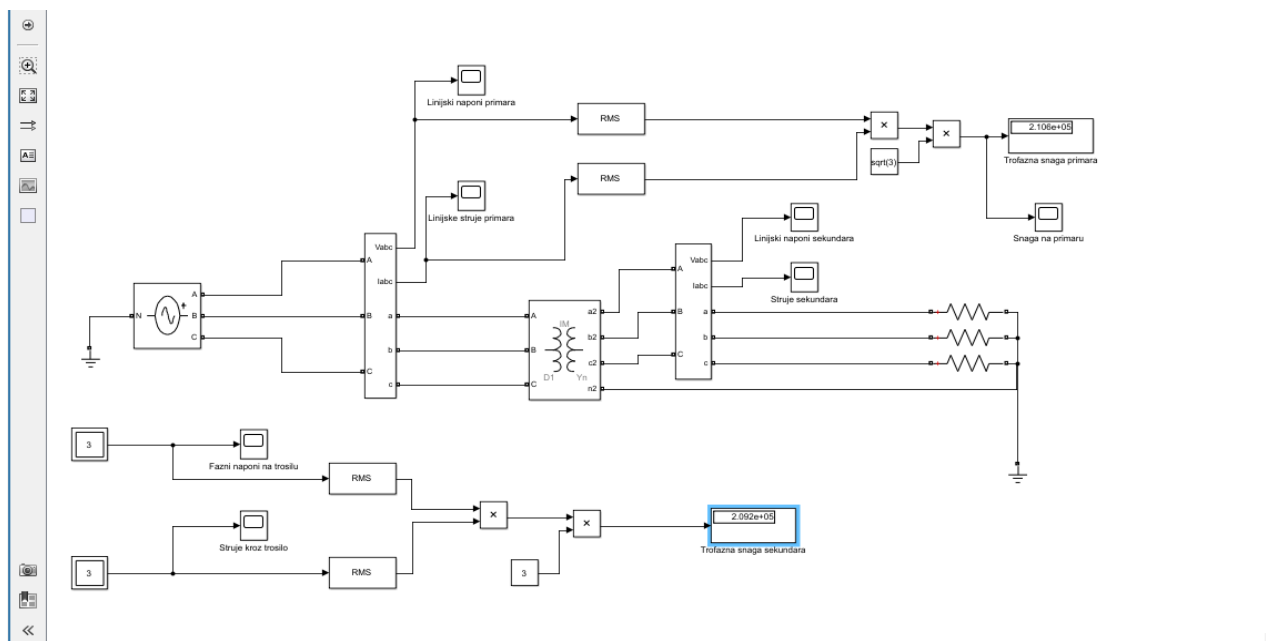 Linijski naponi primara
RMS
×
×
2.106e+05
Trofazna snaga primara
sqrt(3)
RMS
Linijske struje primara
Linijski naponi sekundara
Snaga na primaru
Vabc
A
Iabc
B
a
b
C
c
N
A
B
C
Vabc
A
Iabc
Struje sekundara
B
a
b
C
c
A
B
C
IM
D1
Yn
a2
b2
c2
n2
3
Fazni naponi na trosilu
RMS
×
×
2.092e+05
Trofazna snaga sekundara
Struje kroz trosilo
3
RMS
3